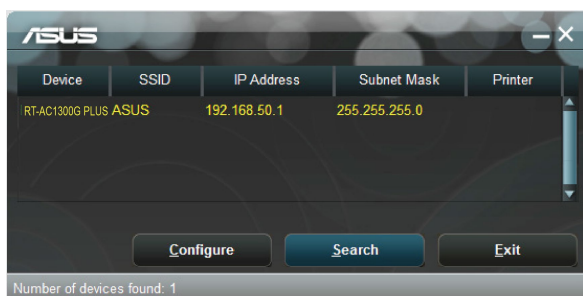 ASUS
Device SSID IP Address Subnet Mask Printer
RT-AC1300G PLUS ASUS 192.168.50.1 255.255.255.0
Configure Search Exit
Number of devices found: 1